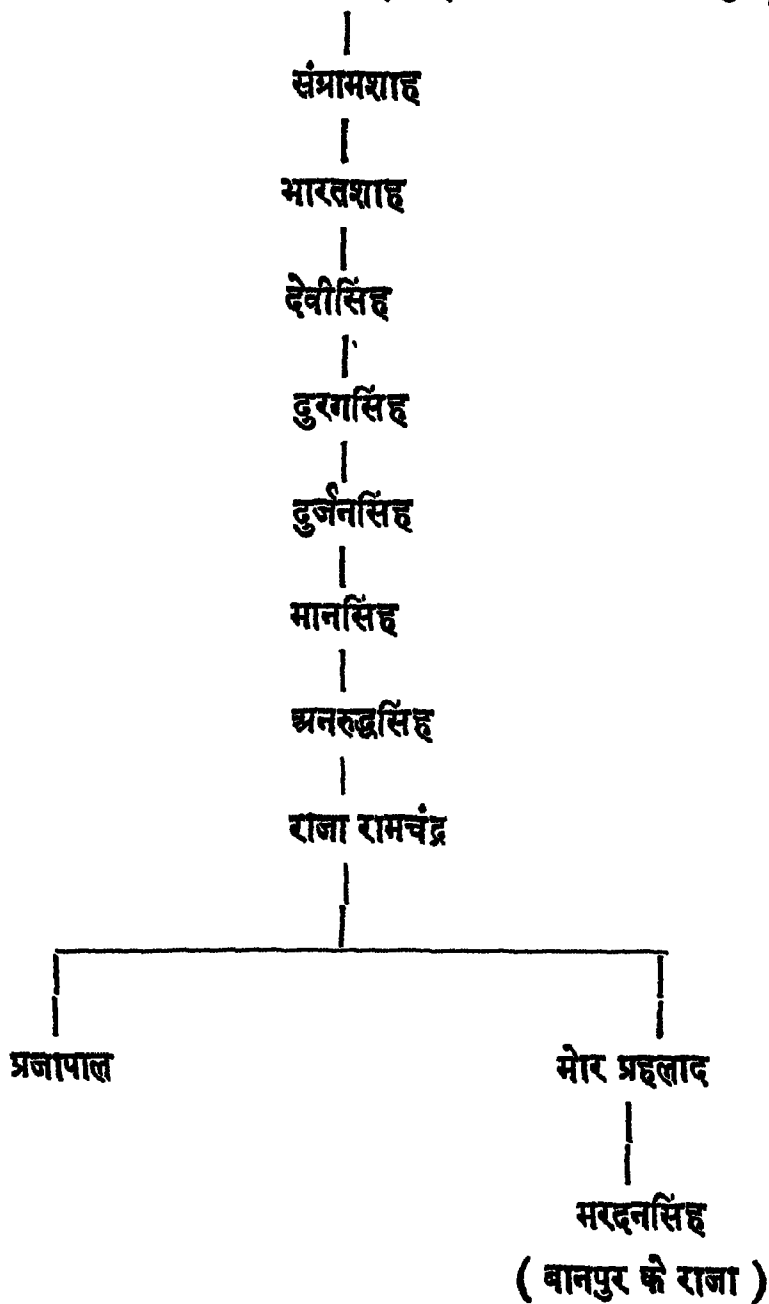 संग्रामशाह
भारतशाह
देवीसिंह
दुरगसिंह
दुर्जनसिंह
मानसिंह
अनरुद्धसिंह
राजा रामचंद्र
प्रजापाल मोर प्रहलाद
मरदनसिंह
( बानपुर के राजा )